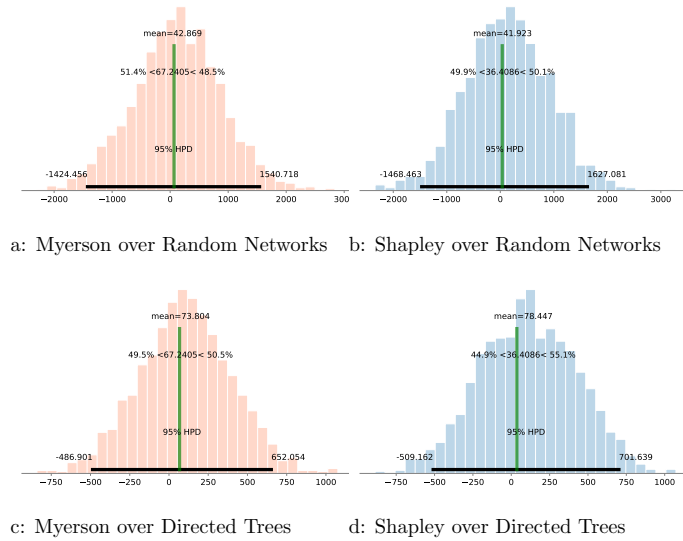 mean=42.869
51.4% <67.2405< 48.5%
95% HPD
-1424.456 1540.718
−2000 −1000 0 1000 2000 300
a: Myerson over Random Networks
mean=41.923
49.9% <36.4086< 50.1%
95% HPD
-1468.463 1627.081
−2000 −1000 0 1000 2000 3000
b: Shapley over Random Networks
mean=73.804
49.5% <67.2405< 50.5%
95% HPD
-486.901 652.054
−750 −500 −250 0 250 500 750 1000
c: Myerson over Directed Trees
mean=78.447
44.9% <36.4086< 55.1%
95% HPD
-509.162 701.639
−750 −500 −250 0 250 500 750 1000
d: Shapley over Directed Trees